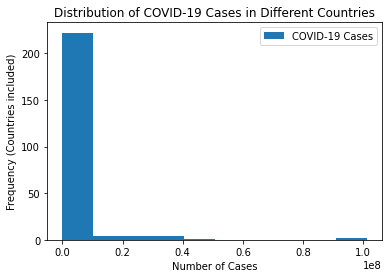 Distribution of COVID-19 Cases in Different Countries
COVID-19 Cases
Frequency (Countries included)
200
150
100
50
0
0.0 0.2 0.4 0.6 0.8 1.0
1e8
Number of Cases